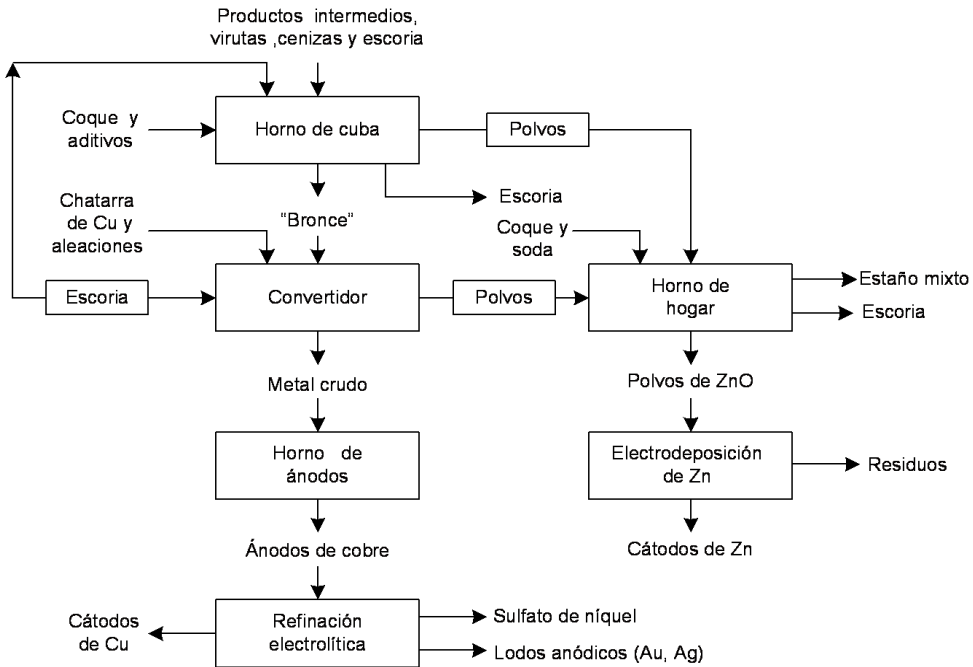 Productos intermedios,
virutas ,cenizas y escoria
Coque y
aditivos
Horno de cuba
Polvos
Escoria
Chatarra
de Cu y
aleaciones
"Bronce"
Coque y
soda
Escoria
Convertidor
Polvos
Horno de
hogar
Estaño mixto
Escoria
Metal crudo
Polvos de ZnO
Horno de
ánodos
Electrodeposición
de Zn
Residuos
Ánodos de cobre
Cátodos de Zn
Cátodos
de Cu
Refinación
electrolítica
Sulfato de níquel
Lodos anódicos (Au, Ag)